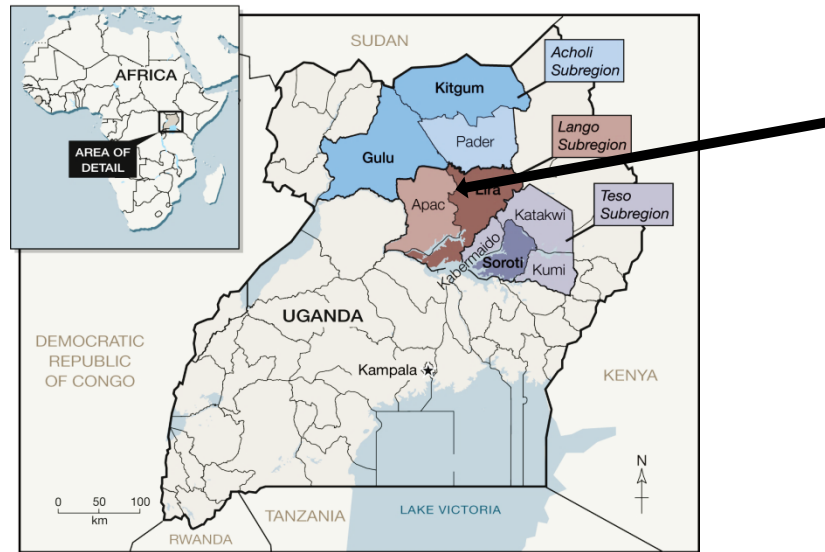 AFRICA
AREA OF
DETAIL
SUDAN
Acholi
Subregion
Kitgum
Pader
Gulu
Lango
Subregion
Lira
Apac
Teso
Subregion
Katakwi
Kabermaido
Soroti
Kumi
UGANDA
DEMOCRATIC
REPUBLIC
OF CONGO
Kampala
KENYA
N
0 50 100
km
TANZANIA
LAKE VICTORIA
RWANDA